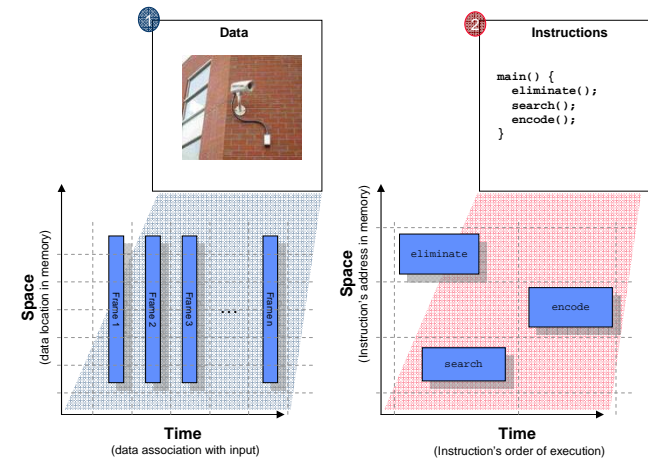 1
Data
Space
(data location in memory)
Frame 1
Frame 2
Frame 3
...
Frame n
Time
(data association with input)
2
Instructions
main() {
eliminate();
search();
encode();
}
Space
(Instruction's address in memory)
eliminate
encode
search
Time
(Instruction's order of execution)